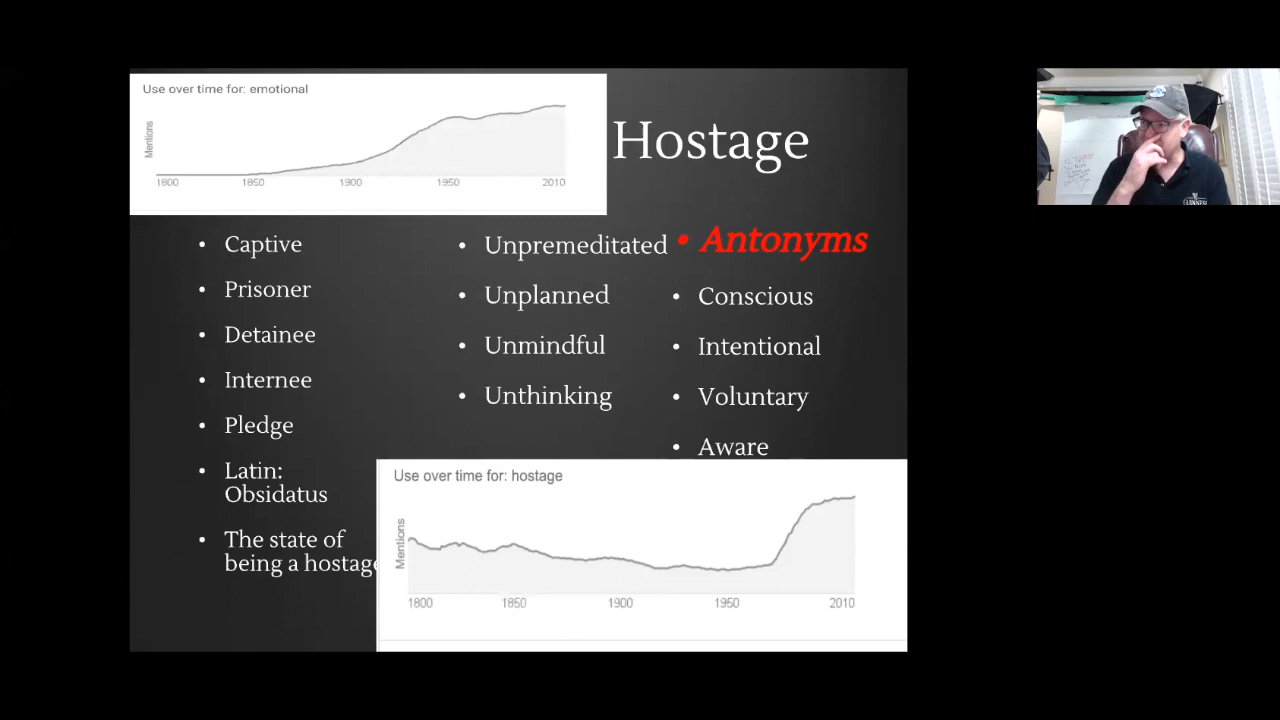 Use over time for: emotional
Mentions
1800 1850 1900 1950 2010
Hostage
• Captive
• Prisoner
• Detainee
• Internee
• Pledge
• Latin:
Obsidatus
• The state of
being a hostage
• Unpremeditated
• Unplanned
• Unmindful
• Unthinking
• Antonyms
• Conscious
• Intentional
• Voluntary
• Aware
Use over time for: hostage
Mentions
1800 1850 1900 1950 2010